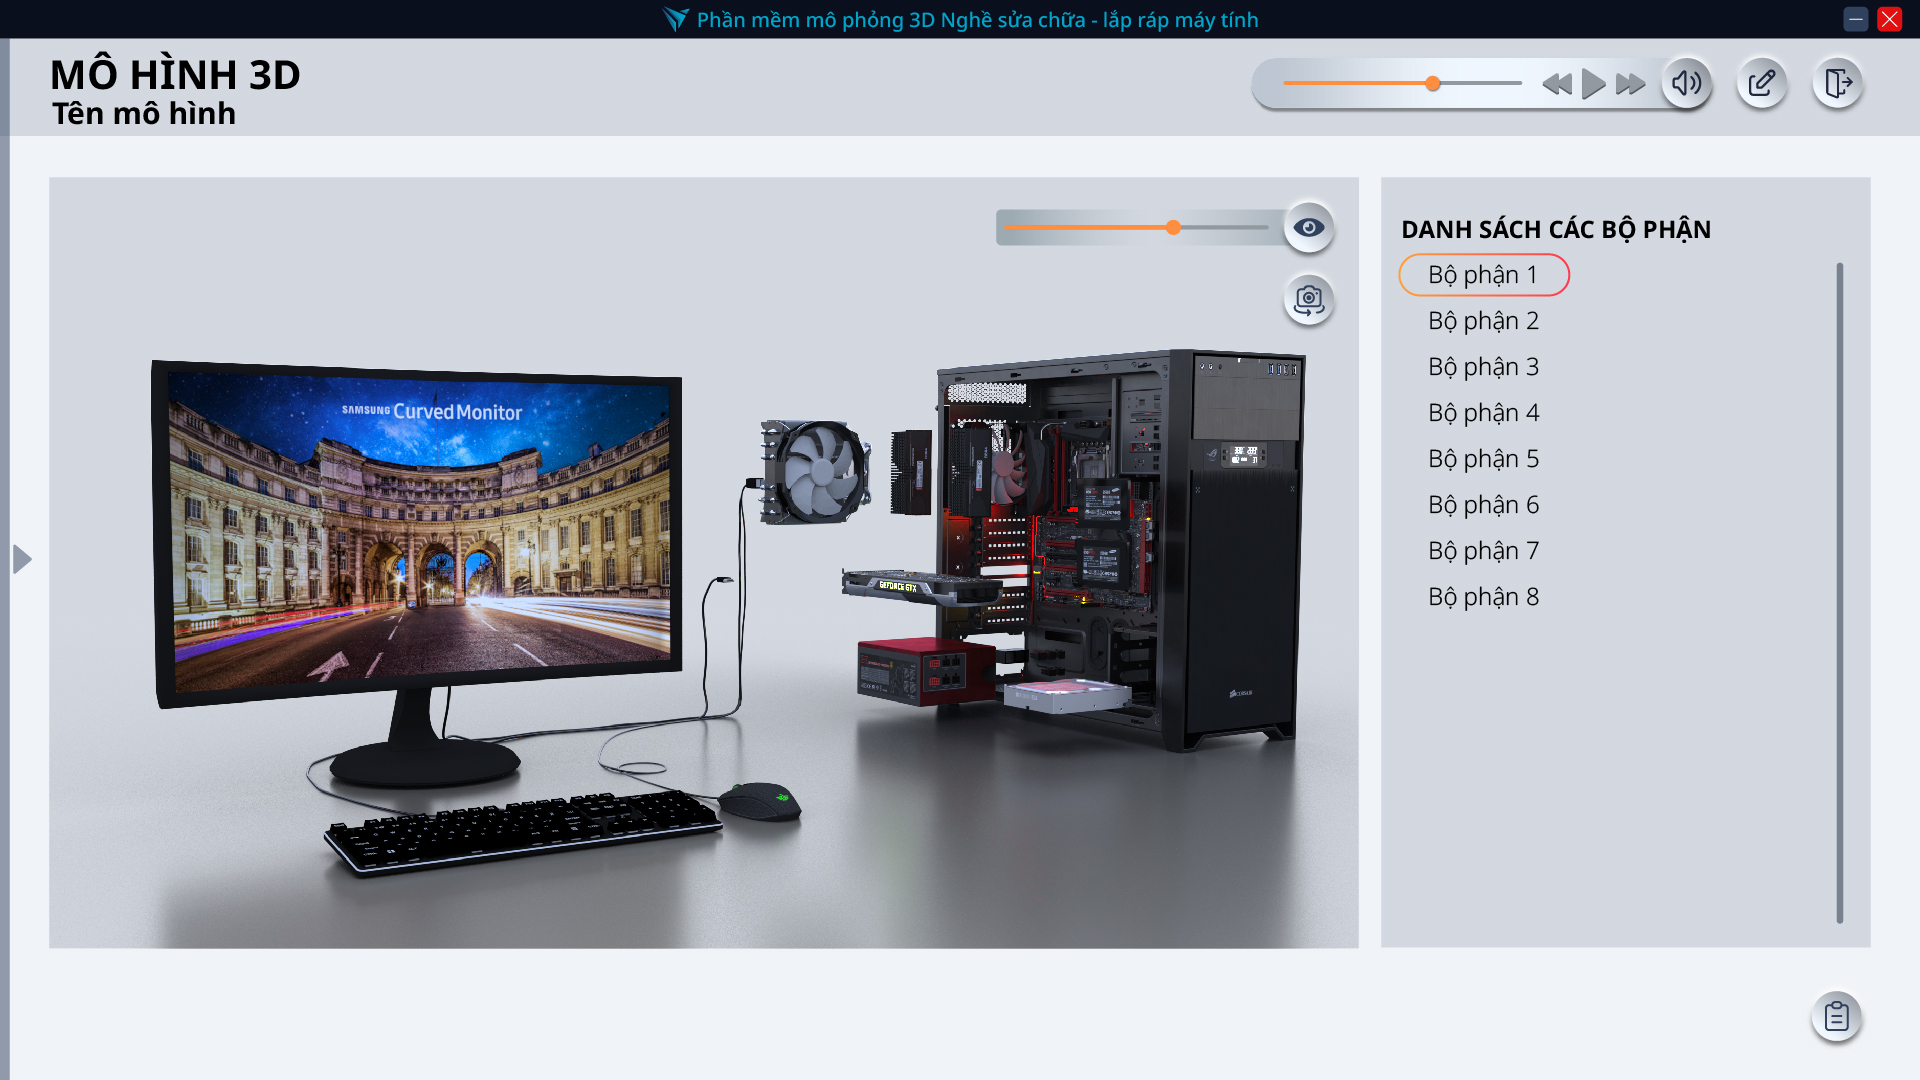 Phần mềm mô phỏng 3D Nghề sửa chữa - lắp ráp máy tính
MÔ HÌNH 3D
Tên mô hình
SAMSUNG Curved Monitor
GEFORCE GTX
CORSAIR
DANH SÁCH CÁC BỘ PHẬN
Bộ phận 1
Bộ phận 2
Bộ phận 3
Bộ phận 4
Bộ phận 5
Bộ phận 6
Bộ phận 7
Bộ phận 8